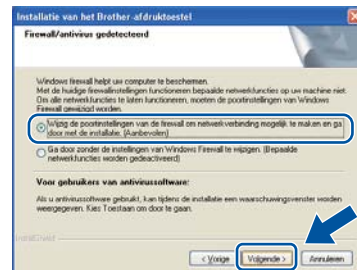 Installatie van het Brother-afdruktoestel
Firewall/antivirus gedetecteerd
Windows firewall helpt uw computer te beschermen.
Met de huidige firewallinstellingen functioneren bepaalde netwerkfuncties op uw machine niet.
Om alle netwerkfuncties te laten functioneren, moeten de poortinstellingen van Windows
Firewall gewijzigd worden.
Wijzig de poortinstellingen van de firewall om netwerkverbinding mogelijk te maken en ga
door met de installatie. (Aanbevolen)
Ga door zonder de instellingen van Windows Firewall te wijzigen. (Bepaalde
netwerkfuncties worden gedeactiveerd)
Voor gebruikers van antivirussoftware:
Als u antivirussoftware gebruikt, kan tijdens de installatie een waarschuwingsvenster worden
weergegeven. Kies Toestaan om door te gaan.
InstallShield
< Vorige
Volgende >
Annuleren